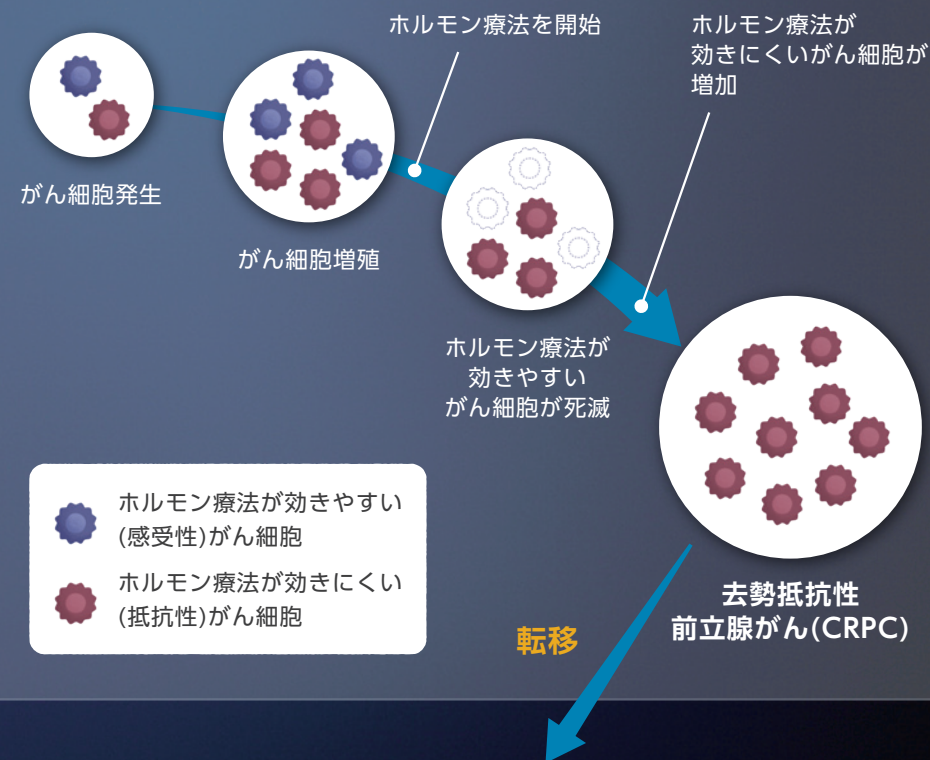 ホルモン療法を開始
ホルモン療法が
効きにくいがん細胞が
増加
がん細胞発生
がん細胞増殖
ホルモン療法が
効きやすい
がん細胞が死滅
ホルモン療法が効きやすい
(感受性)がん細胞
ホルモン療法が効きにくい
(抵抗性)がん細胞
去勢抵抗性
前立腺がん(CRPC)
転移